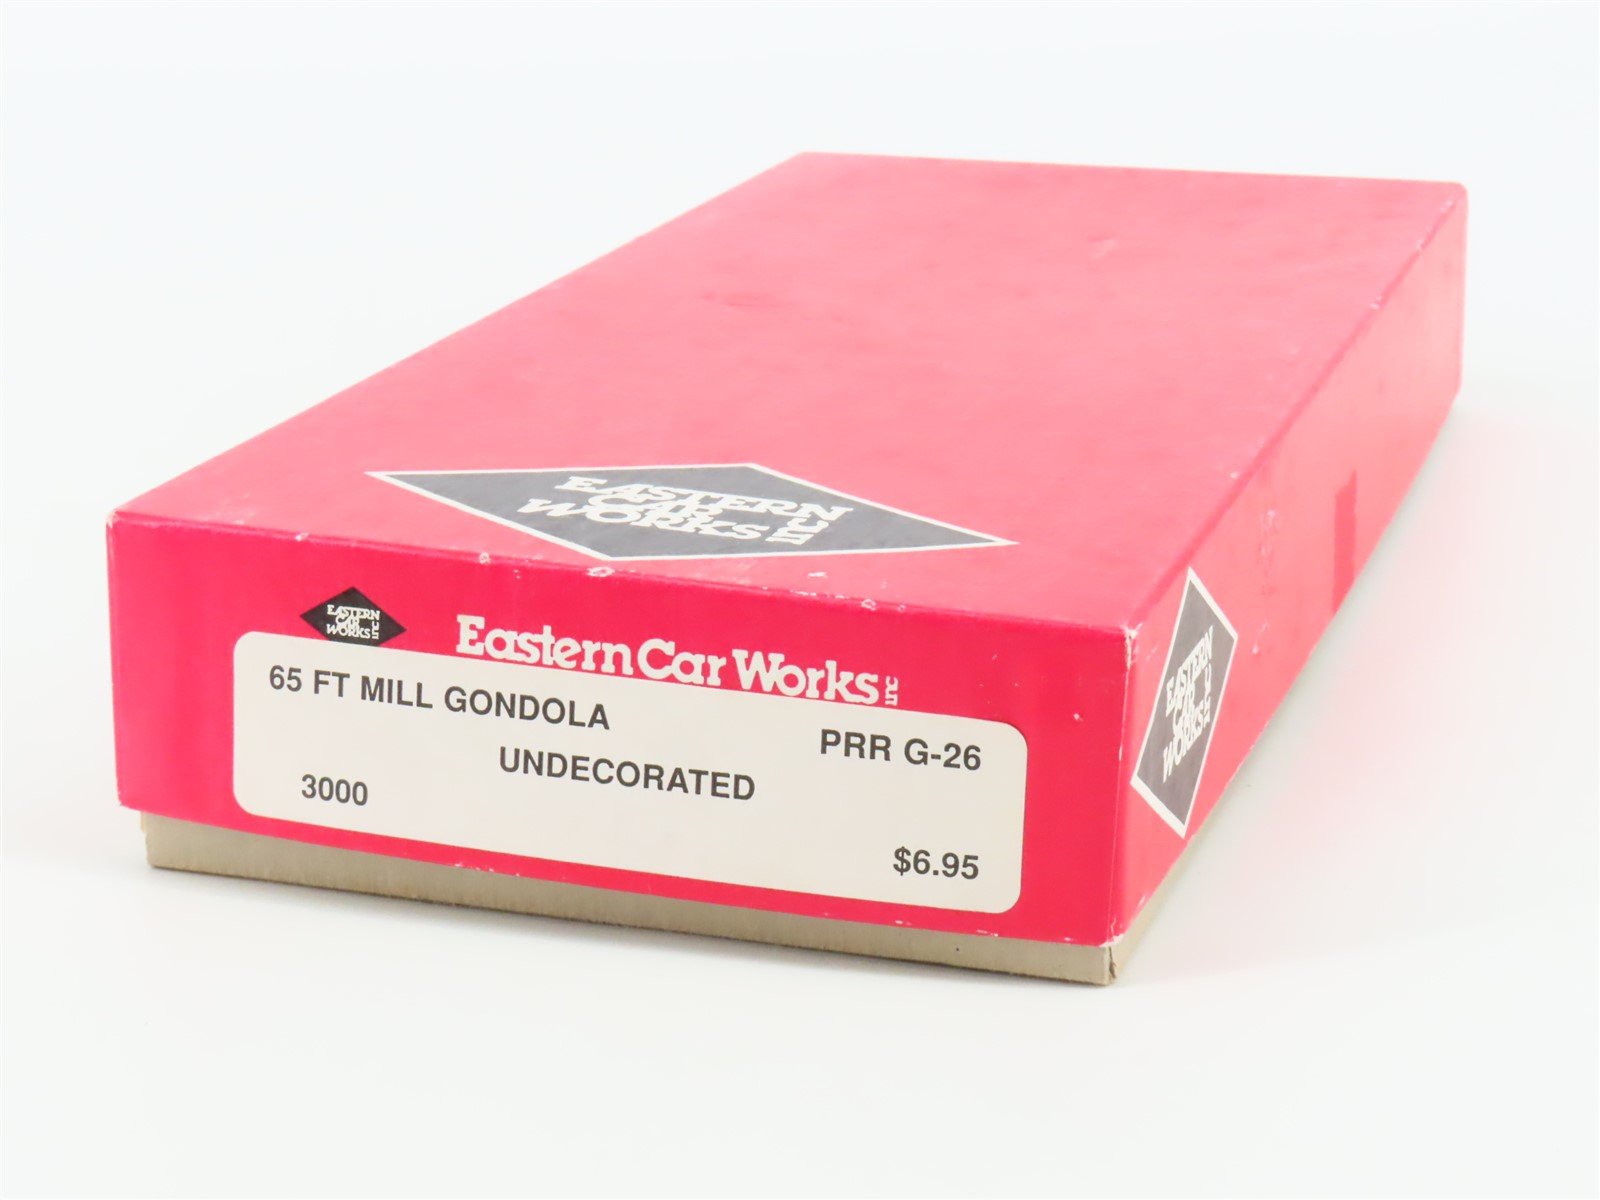 EASTERN
CAR
WORKS INC
EASTERN
CAR
WORKS INC
Eastern Car Works inc
65 FT MILL GONDOLA
PRR G-26
UNDECORATED
3000
$6.95
EASTERN
CAR
WORKS INC